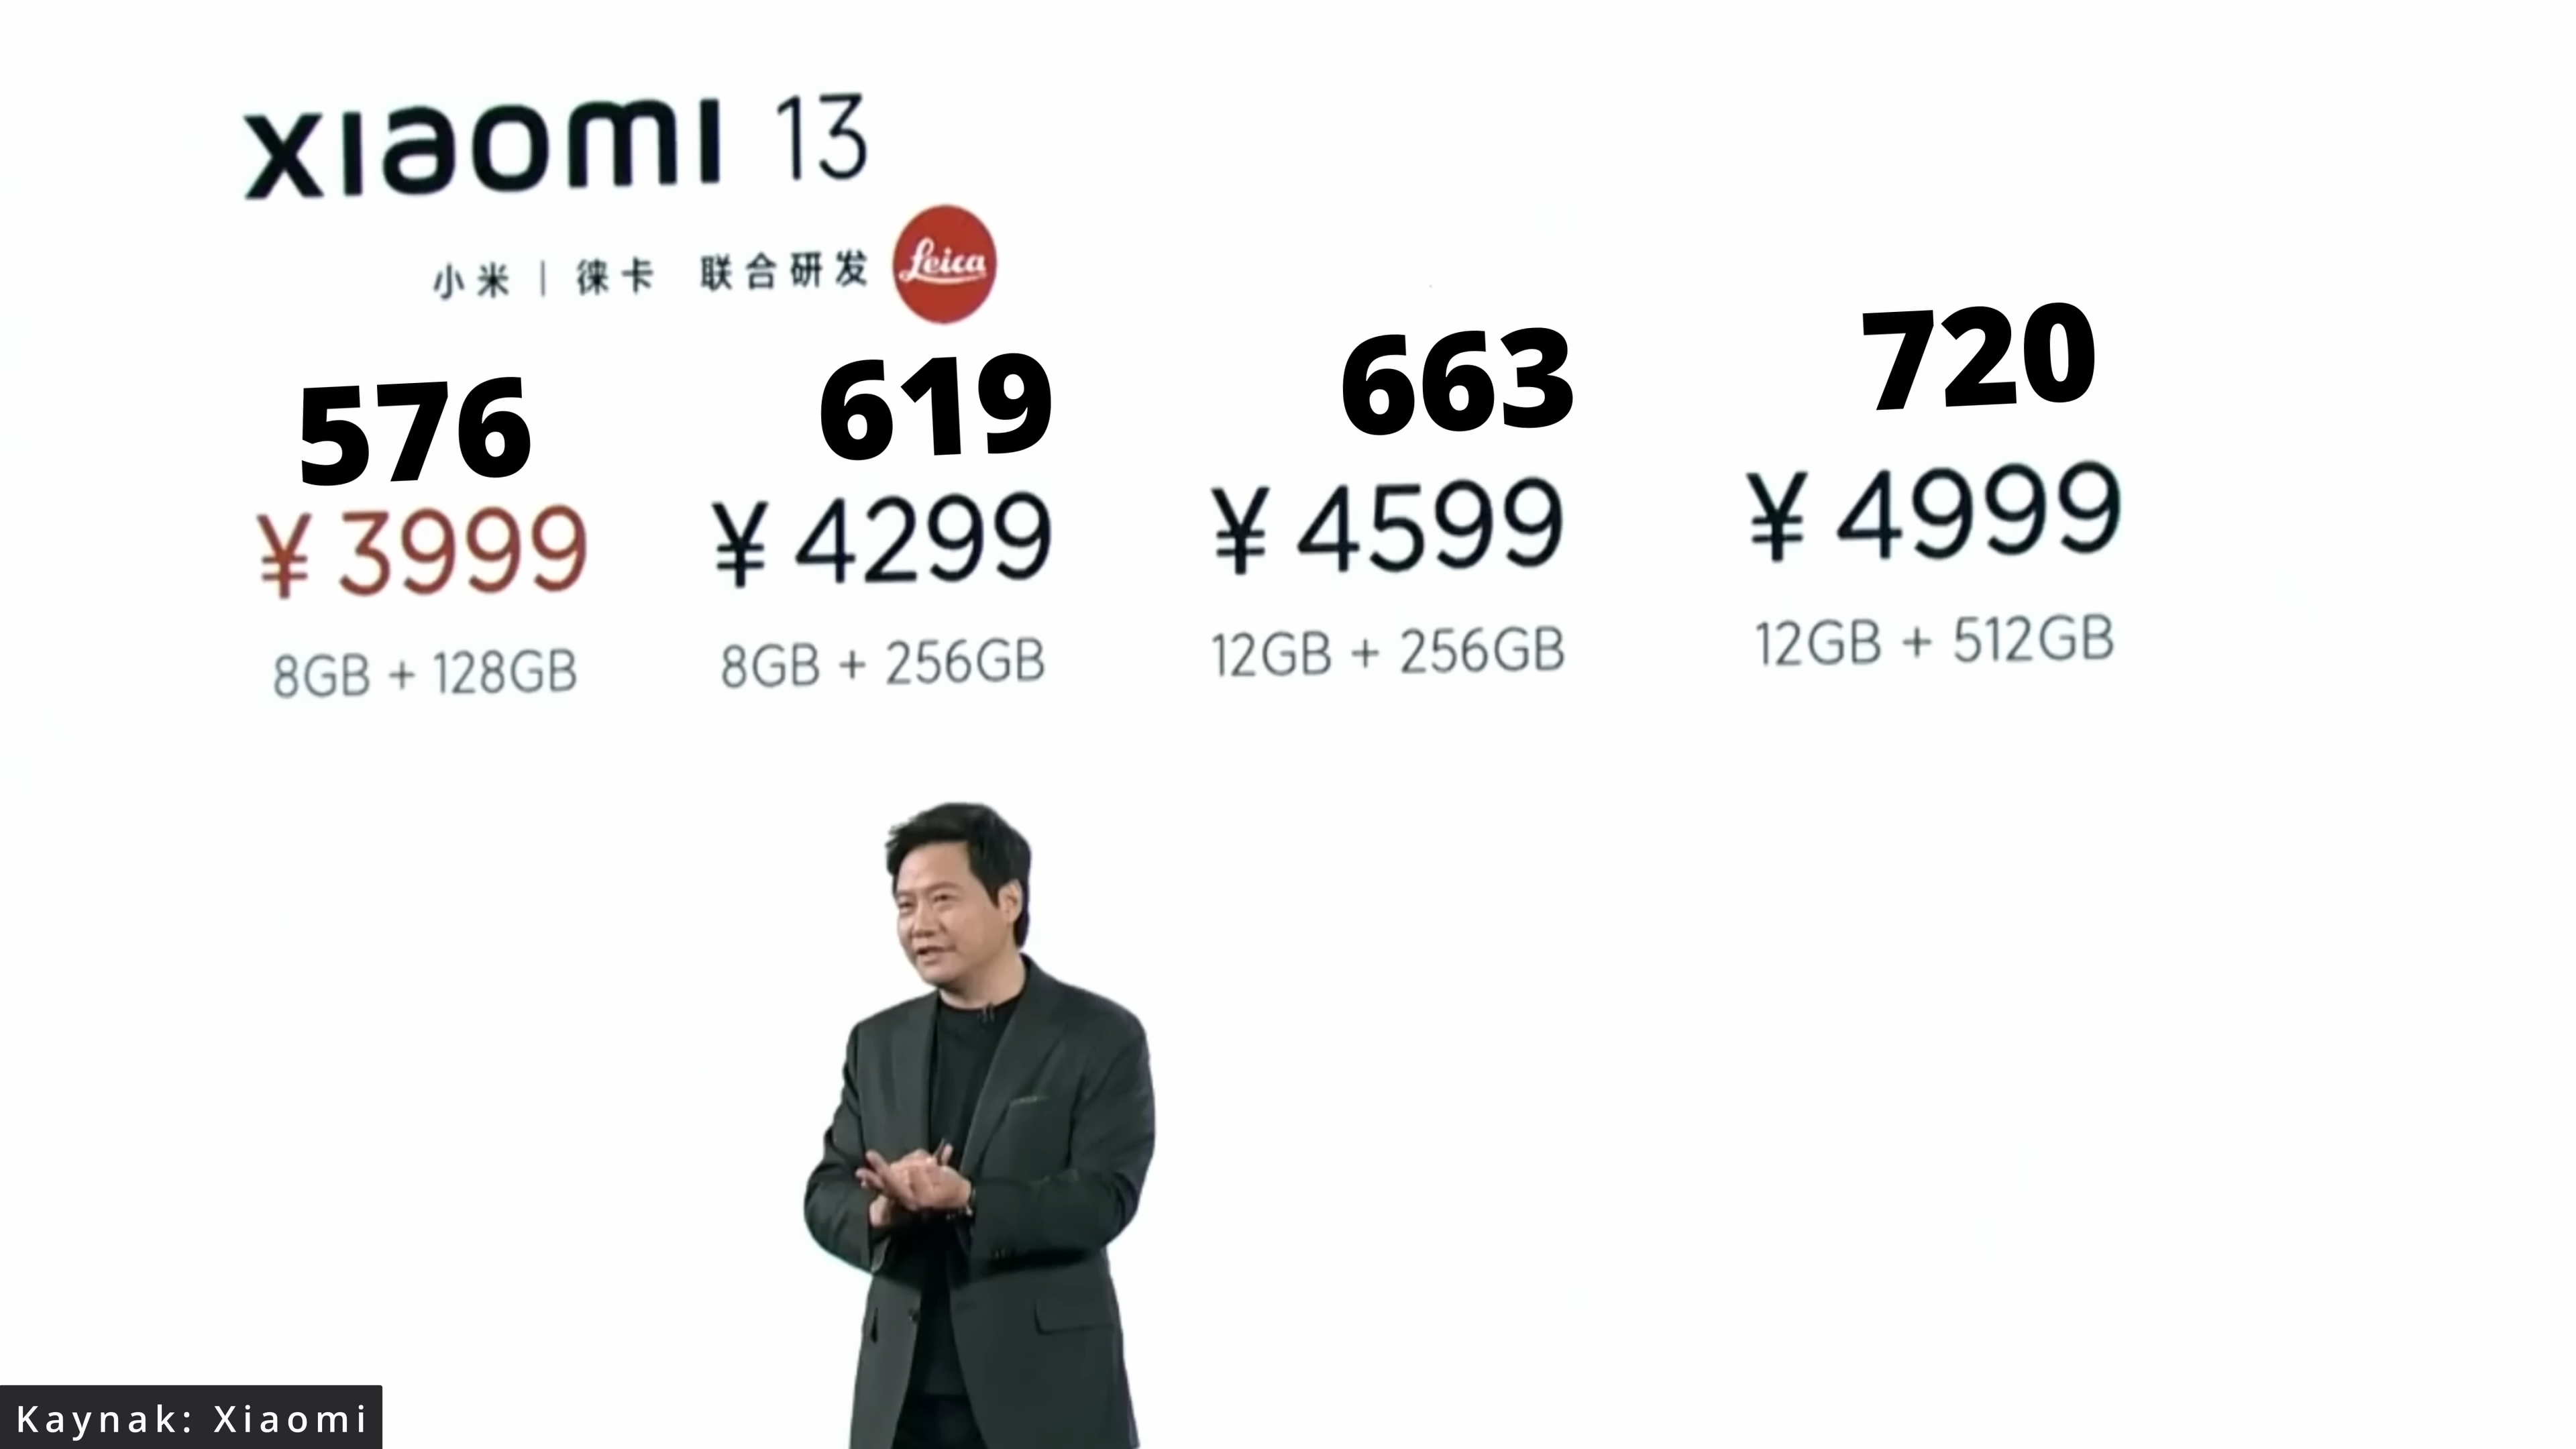 xiaomi 13
小米 | 徕卡 联合研发 Leica
576 619 663 720
¥3999 ¥4299 ¥4599 ¥4999
8GB + 128GB 8GB + 256GB 12GB + 256GB 12GB + 512GB
Kaynak: Xiaomi